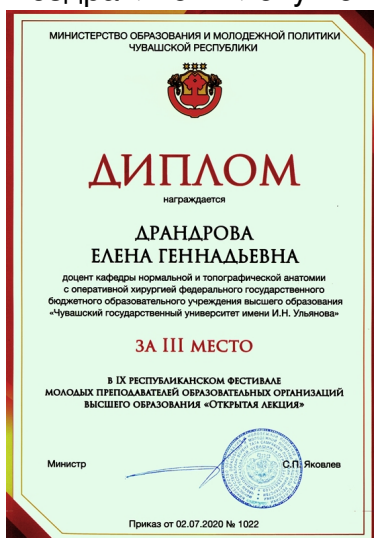 МИНИСТЕРСТВО ОБРАЗОВАНИЯ И МОЛОДЕЖНОЙ ПОЛИТИКИ
ЧУВАШСКОЙ РЕСПУБЛИКИ
ДИПЛОМ
награждается
ДРАНДРОВА
ЕЛЕНА ГЕННАДЬЕВНА
доцент кафедры нормальной и топографической анатомии
с оперативной хирургией федерального государственного
бюджетного образовательного учреждения высшего образования
«Чувашский государственный университет имени И.Н. Ульянова»
ЗА III МЕСТО
В IX РЕСПУБЛИКАНСКОМ ФЕСТИВАЛЕ
МОЛОДЫХ ПРЕПОДАВАТЕЛЕЙ ОБРАЗОВАТЕЛЬНЫХ ОРГАНИЗАЦИЙ
ВЫСШЕГО ОБРАЗОВАНИЯ «ОТКРЫТАЯ ЛЕКЦИЯ»
Министр С.П. Яковлев
Приказ от 02.07.2020 № 1022